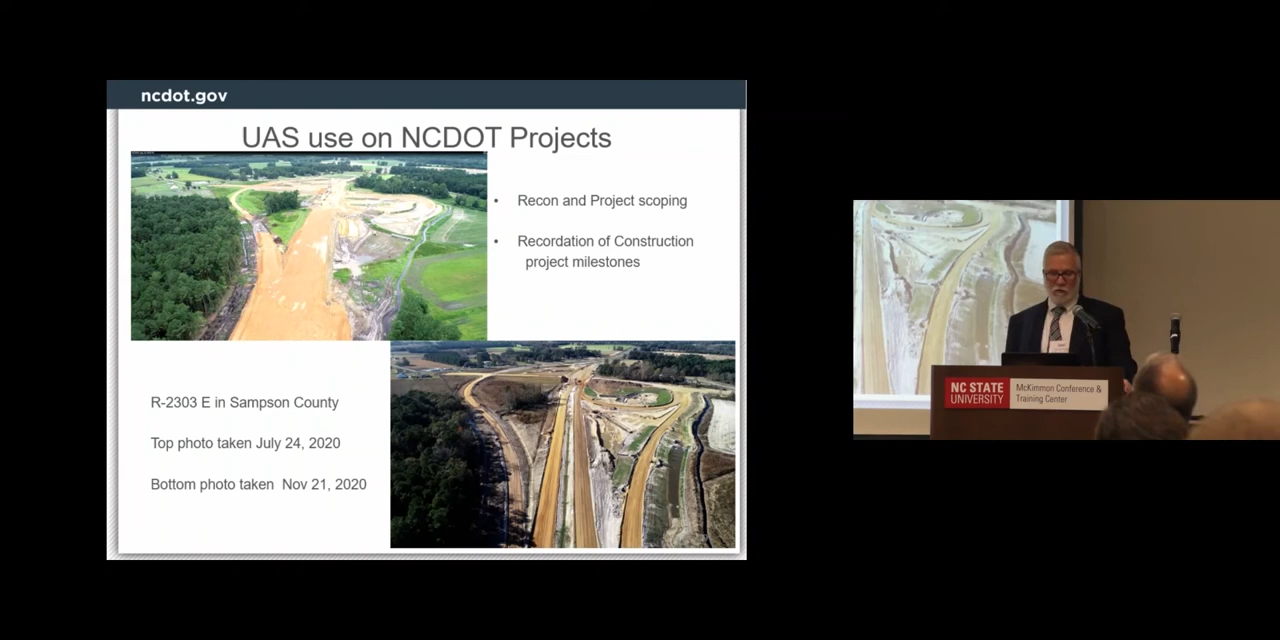 ncdot.gov
UAS use on NCDOT Projects
• Recon and Project scoping
• Recordation of Construction
project milestones
R-2303 E in Sampson County
Top photo taken July 24, 2020
Bottom photo taken Nov 21, 2020
NC STATE
UNIVERSITY
McKimmon Conference &
Training Center